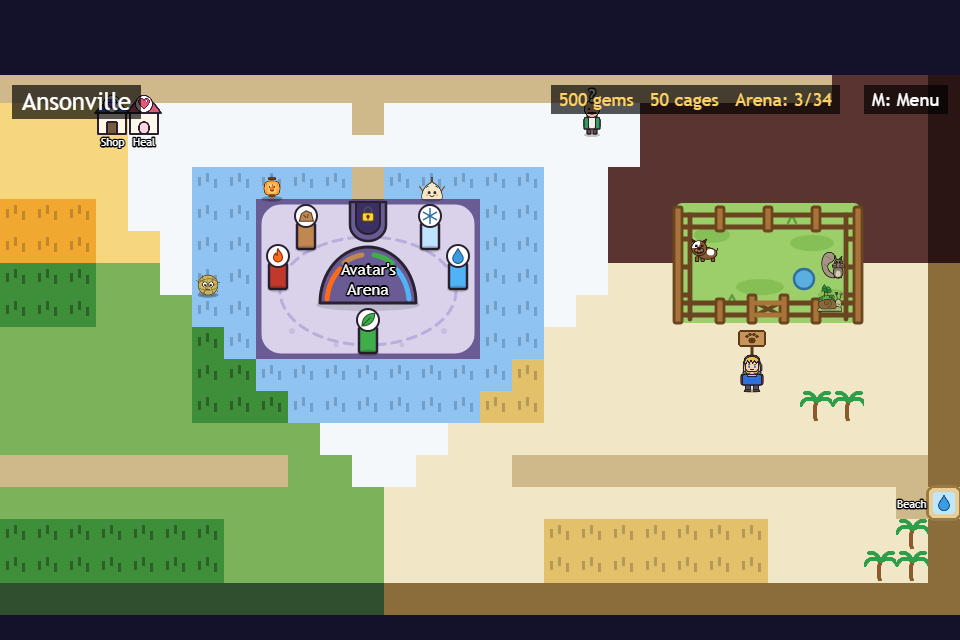 Ansonville
500 gems 50 cages Arena: 3/34
M: Menu
Shop Heal
Avatar's
Arena
Beach